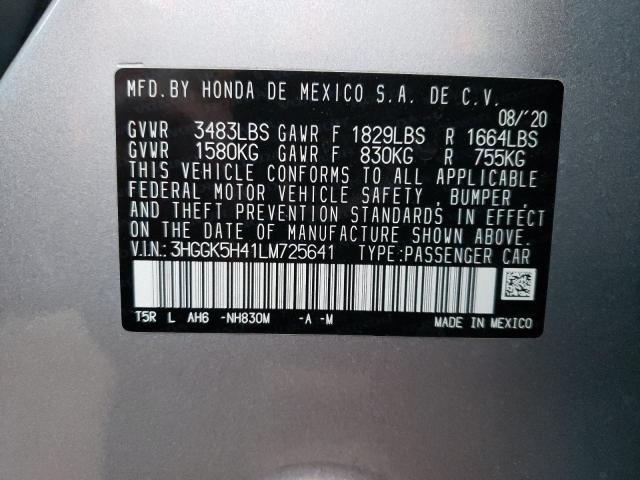 MFD.BY HONDA DE MEXICO S.A. DE C.V.
08/'20
GVWR 3483LBS GAWR F 1829LBS R 1664LBS
GVWR 1580KG GAWR F 830KG R 755KG
THIS VEHICLE CONFORMS TO ALL APPLICABLE
FEDERAL MOTOR VEHICLE SAFETY , BUMPER ,
AND THEFT PREVENTION STANDARDS IN EFFECT
ON THE DATE OF MANUFACTURE SHOWN ABOVE.
V.I.N.: 3HGGK5H41LM725641 TYPE:PASSENGER CAR
T5R L AH6 -NH830M -A -M
MADE IN MEXICO